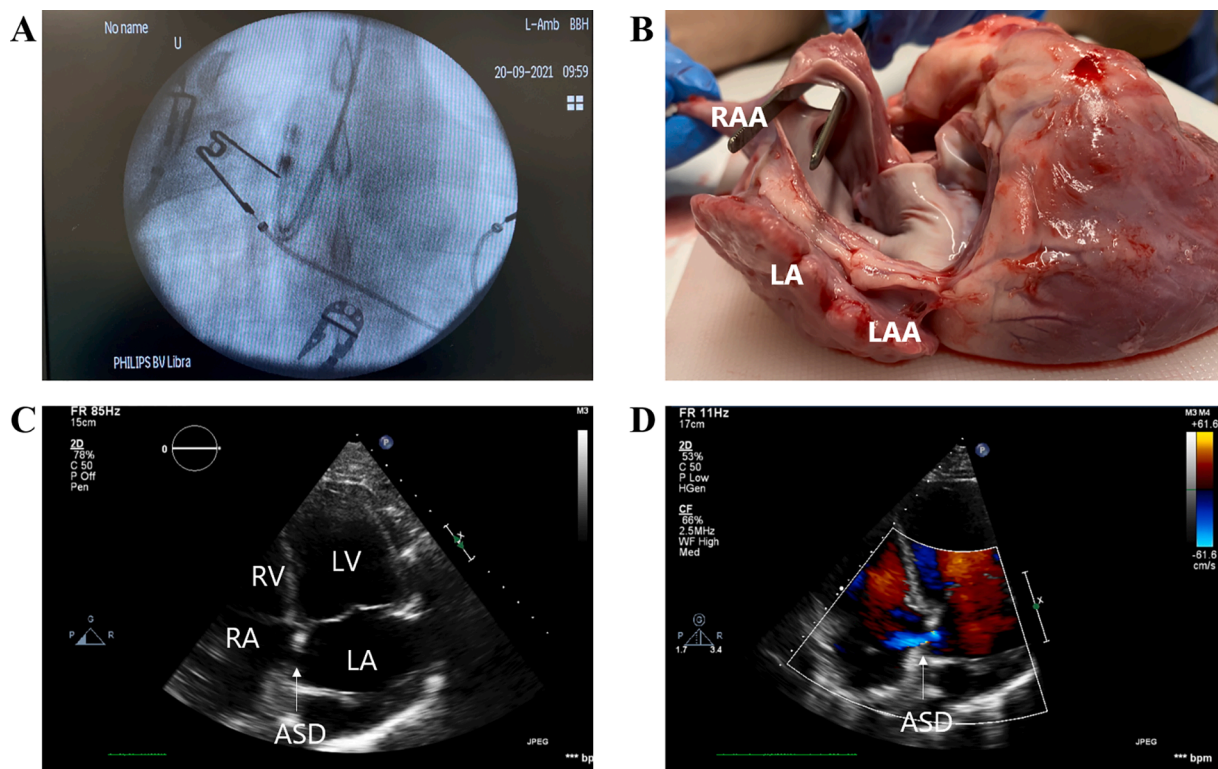 A
No name
U
L-Amb BBH
20-09-2021 09:59
PHILIPS BV Libra
B
RAA
LA
LAA
C
FR 85Hz
15cm
2D
78%
C 50
P Off
Pen
0
P
M3
x
RV
LV
RA
LA
G
P R
ASD
JPEG
*** bp
D
FR 11Hz
17cm
2D
53%
C 50
P Low
HGen
CF
66%
2.5MHz
WF High
Med
P
M3 M4
+61.6
-61.6
cm/s
x
G
P R
1.7 3.4
ASD
JPEG
*** bpm